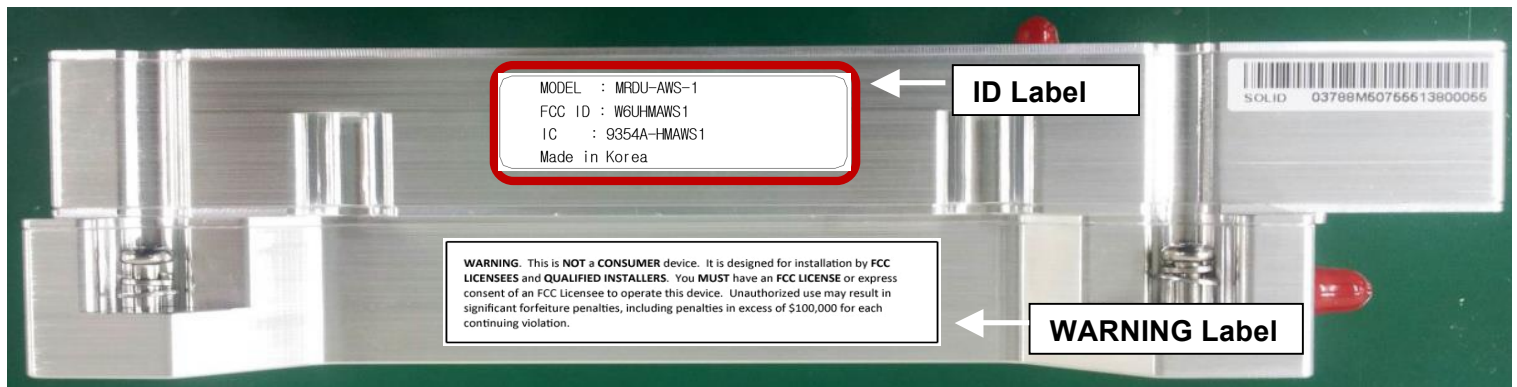 MODEL : MRDU-AWS-1
FCC ID : W6UHMAWS1
IC : 9354A-HMAWS1
Made in Korea
ID Label
SOLID 03788M50755513800055
WARNING. This is NOT a CONSUMER device. It is designed for installation by FCC
LICENSEES and QUALIFIED INSTALLERS. You MUST have an FCC LICENSE or express
consent of an FCC Licensee to operate this device. Unauthorized use may result in
significant forfeiture penalties, including penalties in excess of $100,000 for each
continuing violation.
WARNING Label